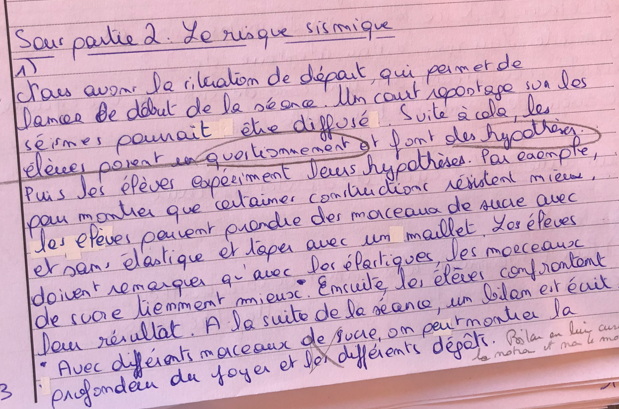 Sous partie 2. Le risque sismique
1)
Nous avons la situation de départ, qui permet de
lancer le début de la séance. Un court reportage sur les
séismes pourrait être diffusé. Suite à cela, les
élèves posent un questionnement et font des hypothèses.
Puis les élèves expériment leurs hypothèses. Par exemple,
pour montrer que certaines constructions résistent mieux,
les élèves peuvent prendre des morceaux de sucre avec
et sans élastique et taper avec un maillet. Les élèves
doivent remarquer qu'avec les élastiques, les morceaux
de sucre tiemment mieux*. Ensuite, les élèves confrontent
leur résultat. A la suite de la séance, un bilan est écrit.
* Avec différents morceaux de sucre, on peut montrer la
profondeur du foyer et les différents dégâts. Bilan en lien
la notion et non le
3